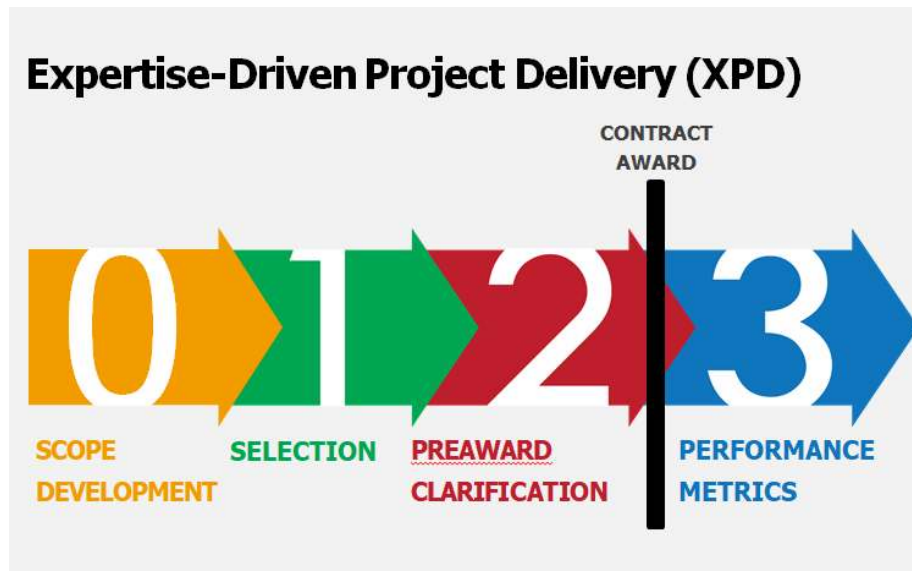 Expertise-Driven Project Delivery (XPD)
CONTRACT
AWARD
0
1
2
3
SCOPE
DEVELOPMENT
SELECTION
PREAWARD
CLARIFICATION
PERFORMANCE
METRICS